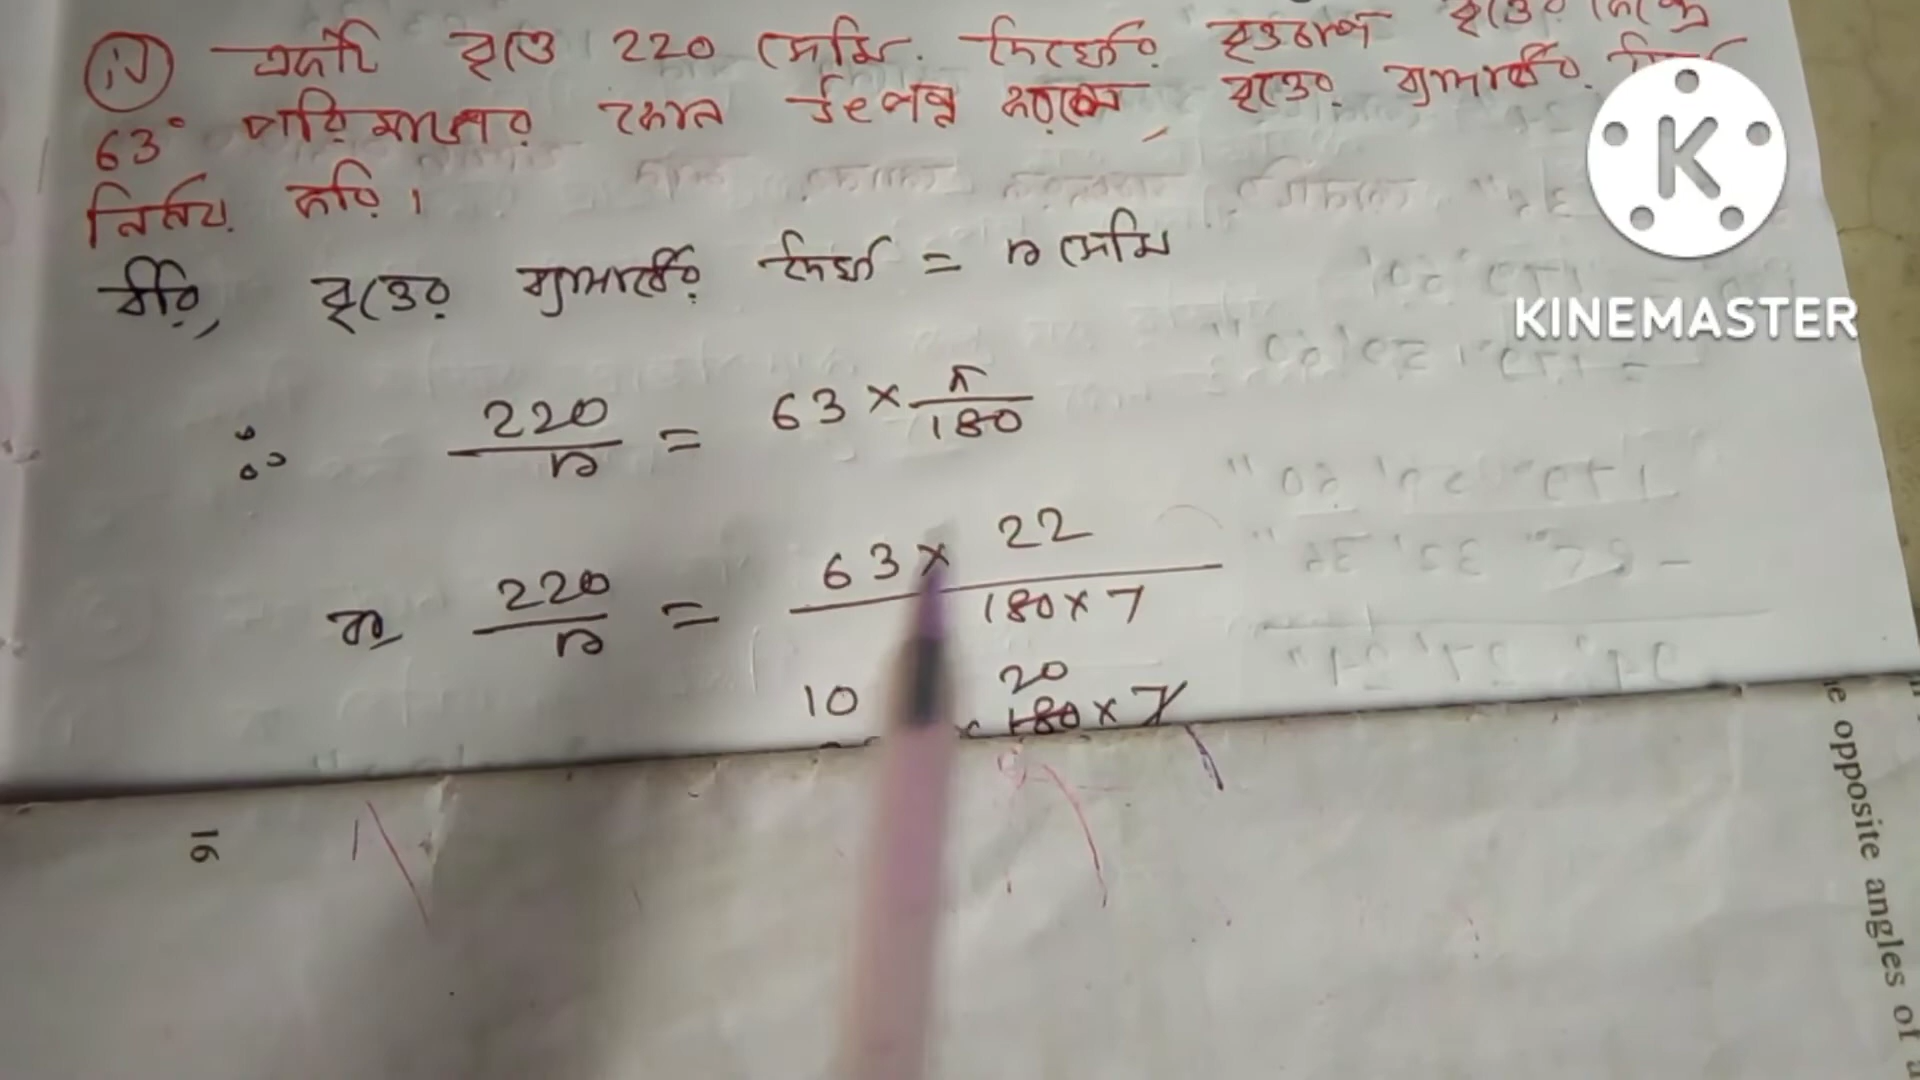 (iv) একটি বৃত্তে 220 সেমি. দৈর্ঘ্যের বৃত্তচাপ বৃত্তের কেন্দ্রে
63° পরিমাপের কোন উৎপন্ন করলে, বৃত্তের ব্যাসার্ধের
নির্ণয় করি।
ধরি, বৃত্তের ব্যাসার্ধের দৈর্ঘ্য = r সেমি
∴ 220/r = 63 × π/180
বা 220/r = 63 × 22 / 180 × 7
10 20
× 180 × 7
K
KINEMASTER
16
e opposite angles of a